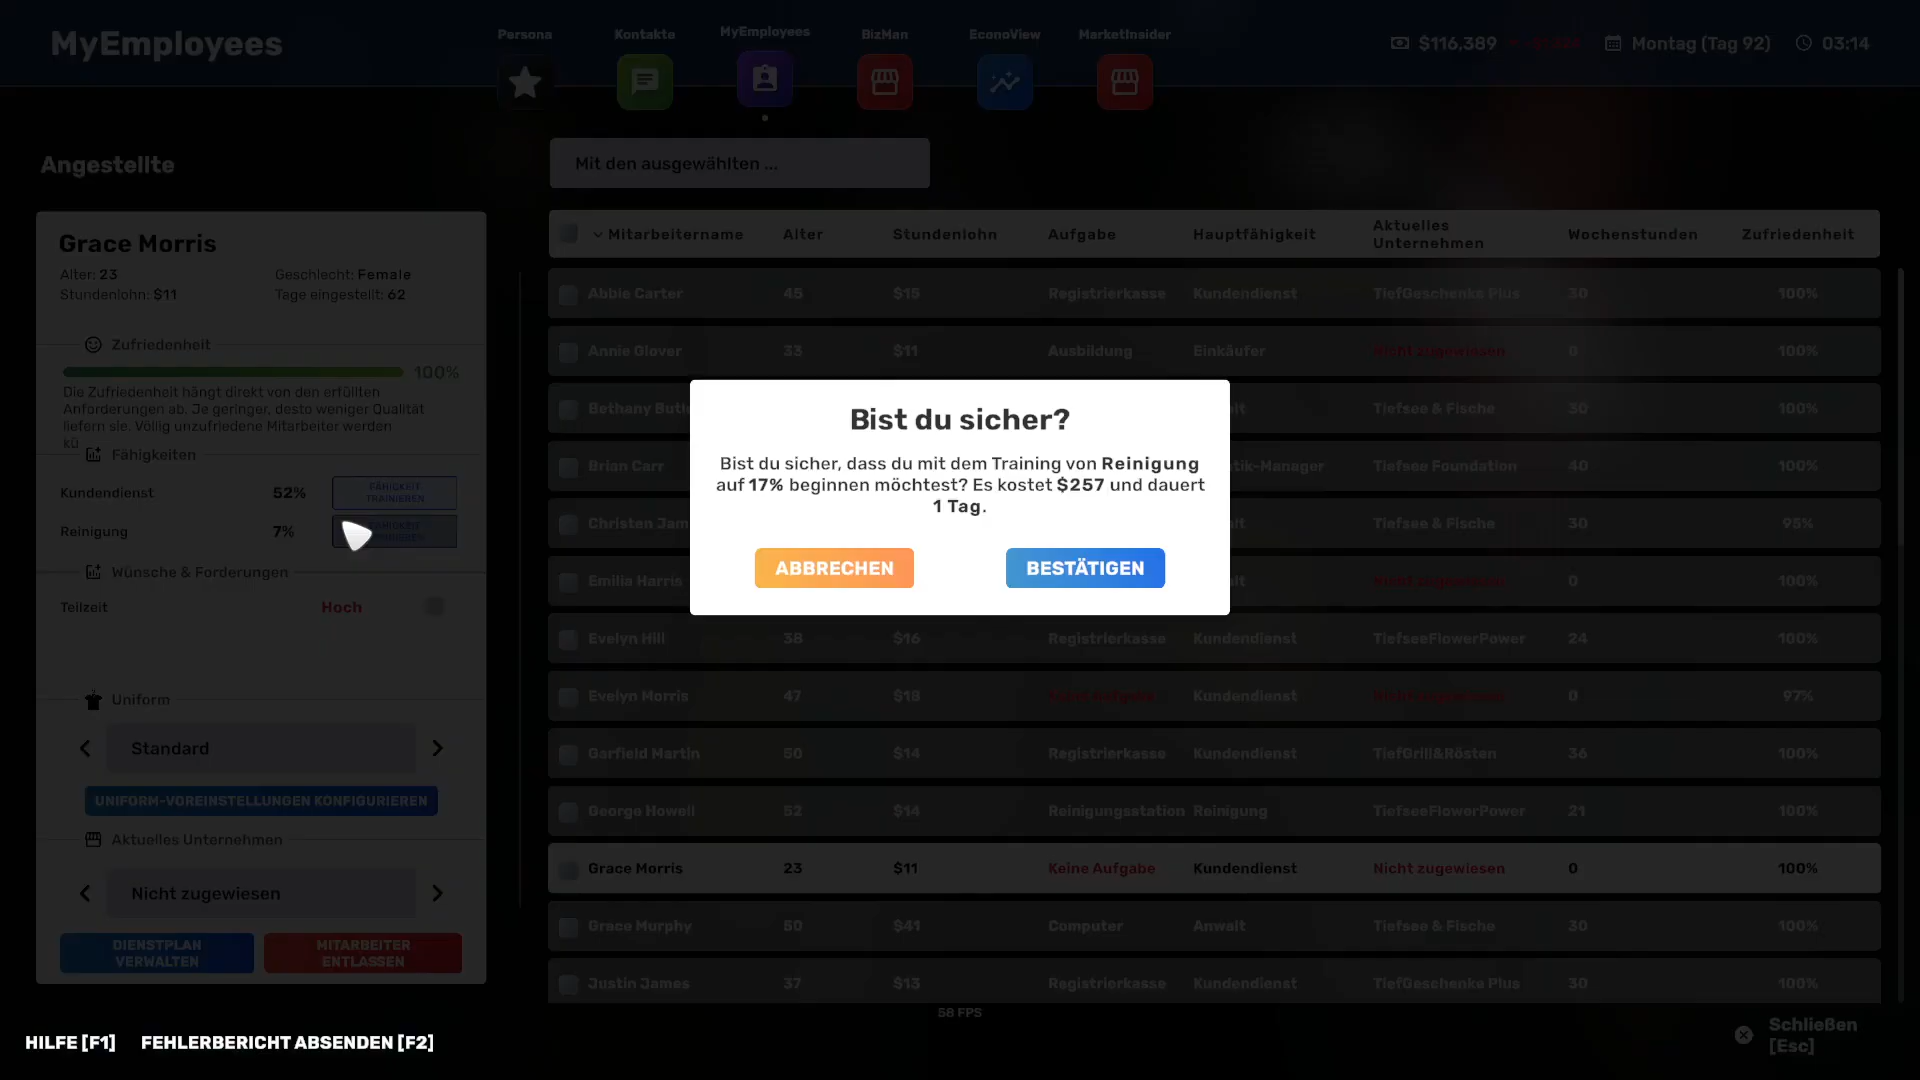 MyEmployees
Persona
Kontakte
MyEmployees
BizMan
EconoView
MarketInsider
$116,389
Montag (Tag 92)
03:14
Angestellte
Mit den ausgewählten ...
Grace Morris
Alter: 23
Geschlecht: Female
Stundenlohn: $11
Tage eingestellt: 62
Zufriedenheit
100%
Die Zufriedenheit hängt direkt von den erfüllten
Anforderungen ab. Je geringer, desto weniger Qualität
liefern sie. Völlig unzufriedene Mitarbeiter werden
kü
Fähigkeiten
Kundendienst 52% FÄHIGKEIT
TRAINIEREN
Reinigung 7%
Wünsche & Forderungen
Teilzeit Hoch
Uniform
Standard
UNIFORM-VOREINSTELLUNGEN KONFIGURIEREN
Aktuelles Unternehmen
Nicht zugewiesen
DIENSTPLAN
VERWALTEN
MITARBEITER
ENTLASSEN
Mitarbeitername Alter Stundenlohn Aufgabe Hauptfähigkeit Aktuelles
Unternehmen Wochenstunden Zufriedenheit
Abbie Carter 45 $15 Registrierkasse Kundendienst TiefGeschenke Plus 30 100%
Annie Glover 33 $11 Ausbildung Einkäufer Nicht zugewiesen 0 100%
Bethany Tiefsee & Fische 30 100%
Brian Carr tik-Manager Tiefsee Foundation 40 100%
Christen Jam Tiefsee & Fische 30 95%
Emilia Harris Nicht zugewiesen 0 100%
Evelyn Hill 38 $16 Registrierkasse Kundendienst TiefseeFlowerPower 24 100%
Evelyn Morris 47 $18 Keine Aufgabe Kundendienst Nicht zugewiesen 0 97%
Garfield Martin 50 $14 Registrierkasse Kundendienst TiefGrill&Rösten 36 100%
George Howell 52 $14 Reinigungsstation Reinigung TiefseeFlowerPower 21 100%
Grace Morris 23 $11 Keine Aufgabe Kundendienst Nicht zugewiesen 0 100%
Grace Murphy 50 $41 Computer Anwalt Tiefsee & Fische 30 100%
Justin James 37 $13 Registrierkasse Kundendienst TiefGeschenke Plus 30 100%
Bist du sicher?
Bist du sicher, dass du mit dem Training von Reinigung
auf 17% beginnen möchtest? Es kostet $257 und dauert
1 Tag.
ABBRECHEN
BESTÄTIGEN
58 FPS
HILFE [F1]
FEHLERBERICHT ABSENDEN [F2]
Schließen
[Esc]